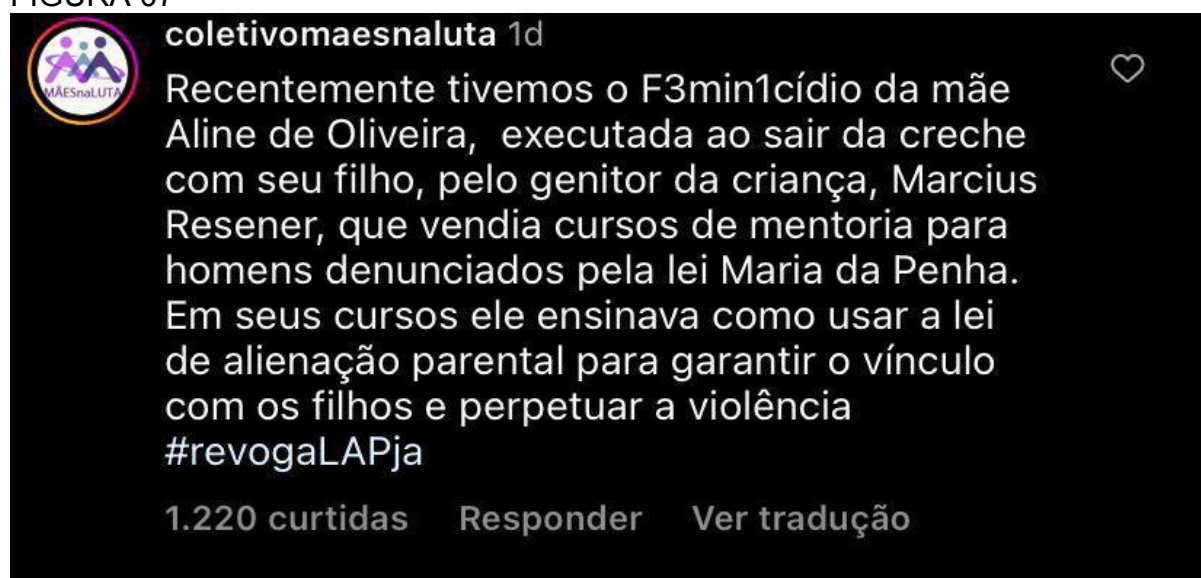 FIGURA 07
coletivomaesnaluta 1d
MÃESnaLUTA
Recentemente tivemos o F3min1cídio da mãe
Aline de Oliveira, executada ao sair da creche
com seu filho, pelo genitor da criança, Marcius
Resener, que vendia cursos de mentoria para
homens denunciados pela lei Maria da Penha.
Em seus cursos ele ensinava como usar a lei
de alienação parental para garantir o vínculo
com os filhos e perpetuar a violência
#revogaLAPja
1.220 curtidas Responder Ver tradução